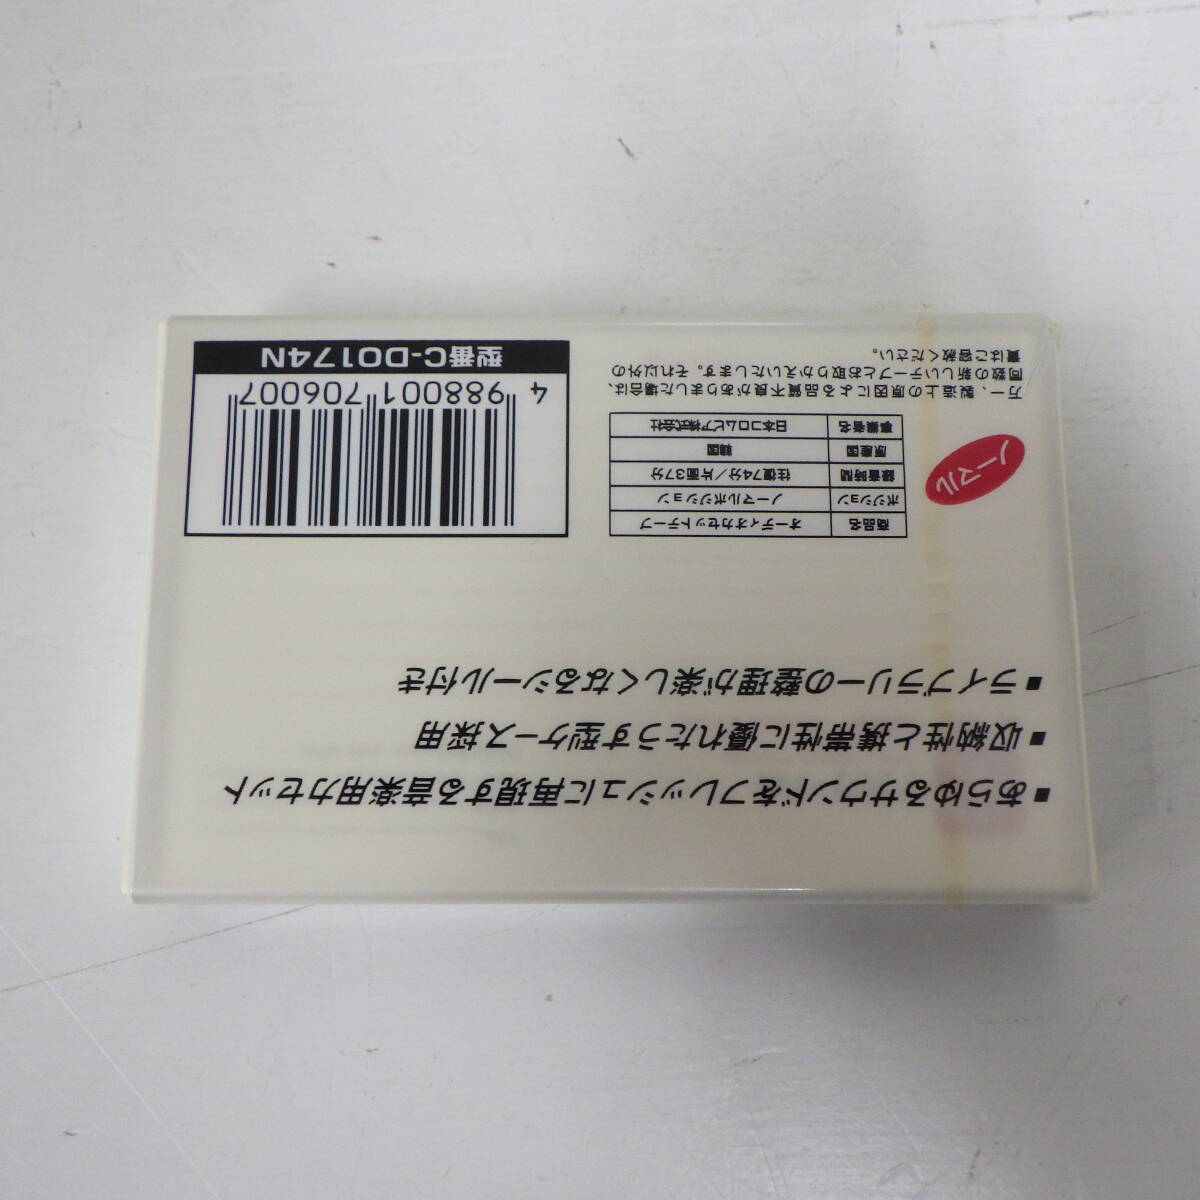 ■あらゆるサウンドをフレッシュに再現する音楽用カセット
■収納性と携帯性に優れたうす型ケース採用
■ライブラリーの整理が楽しくなるシール付き
ノーマル
商品名 オーディオカセットテープ
ポジション ノーマルポジション
録音時間 往復74分/片面37分
原産国 韓国
事業者名 日本コロムビア株式会社
万一、製造上の原因による品質不良がありました場合は、
同数の新しいテープとお取りかえいたします。それ以外の
責はご容赦ください。
4 988001 706007
型番C-DO174N